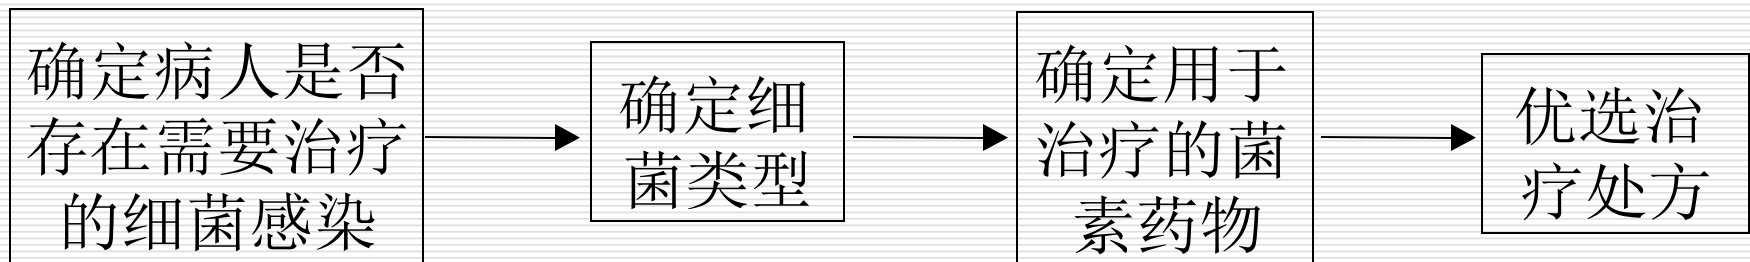 确定病人是否
存在需要治疗
的细菌感染
确定细
菌类型
确定用于
治疗的菌
素药物
优选治
疗处方